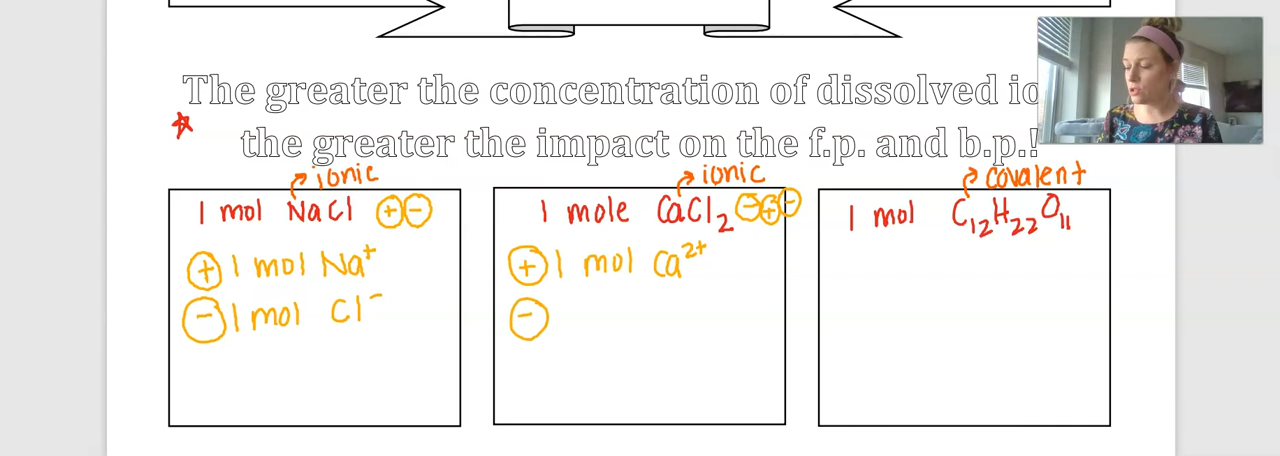 The greater the concentration of dissolved io
the greater the impact on the f.p. and b.p.!
ionic
1 mol NaCl + -
+ 1 mol Na⁺
- 1 mol Cl⁻
ionic
1 mole CaCl₂ - + -
+ 1 mol Ca²⁺
-
covalent
1 mol C₁₂H₂₂O₁₁